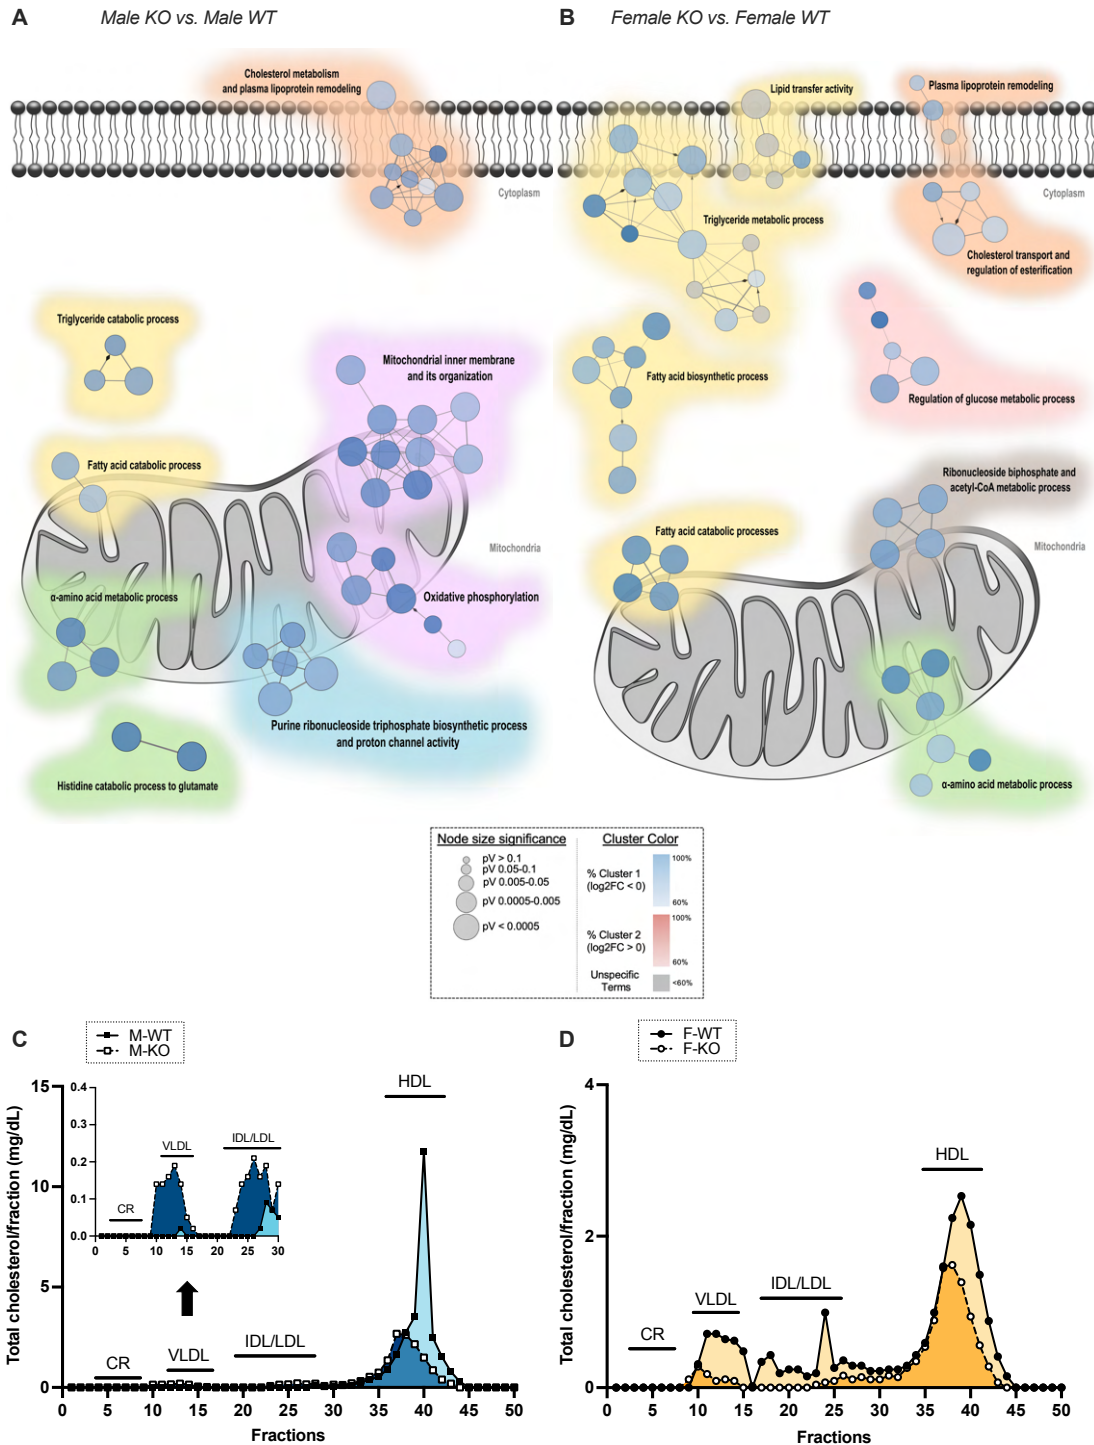 A
Male KO vs. Male WT
B
Female KO vs. Female WT
Cholesterol metabolism
and plasma lipoprotein remodeling
Cytoplasm
Triglyceride catabolic process
Mitochondrial inner membrane
and its organization
Fatty acid catabolic process
Mitochondria
α-amino acid metabolic process
Oxidative phosphorylation
Purine ribonucleoside triphosphate biosynthetic process
and proton channel activity
Histidine catabolic process to glutamate
Lipid transfer activity
Plasma lipoprotein remodeling
Cytoplasm
Triglyceride metabolic process
Cholesterol transport and
regulation of esterification
Fatty acid biosynthetic process
Regulation of glucose metabolic process
Ribonucleoside biphosphate and
acetyl-CoA metabolic process
Fatty acid catabolic processes
Mitochondria
α-amino acid metabolic process
Node size significance
pV > 0.1
pV 0.05-0.1
pV 0.005-0.05
pV 0.0005-0.005
pV < 0.0005
Cluster Color
% Cluster 1
(log2FC < 0)
100%
60%
% Cluster 2
(log2FC > 0)
100%
60%
Unspecific
Terms
<60%
C
M-WT
M-KO
Total cholesterol/fraction (mg/dL)
15
10
5
0
0.4
0.3
0.2
0.1
0.0
CR
VLDL
IDL/LDL
0 5 10 15 20 25 30
HDL
CR
VLDL
IDL/LDL
0 5 10 15 20 25 30 35 40 45 50
Fractions
D
F-WT
F-KO
Total cholesterol/fraction (mg/dL)
4
2
0
CR
VLDL
IDL/LDL
HDL
0 5 10 15 20 25 30 35 40 45 50
Fractions